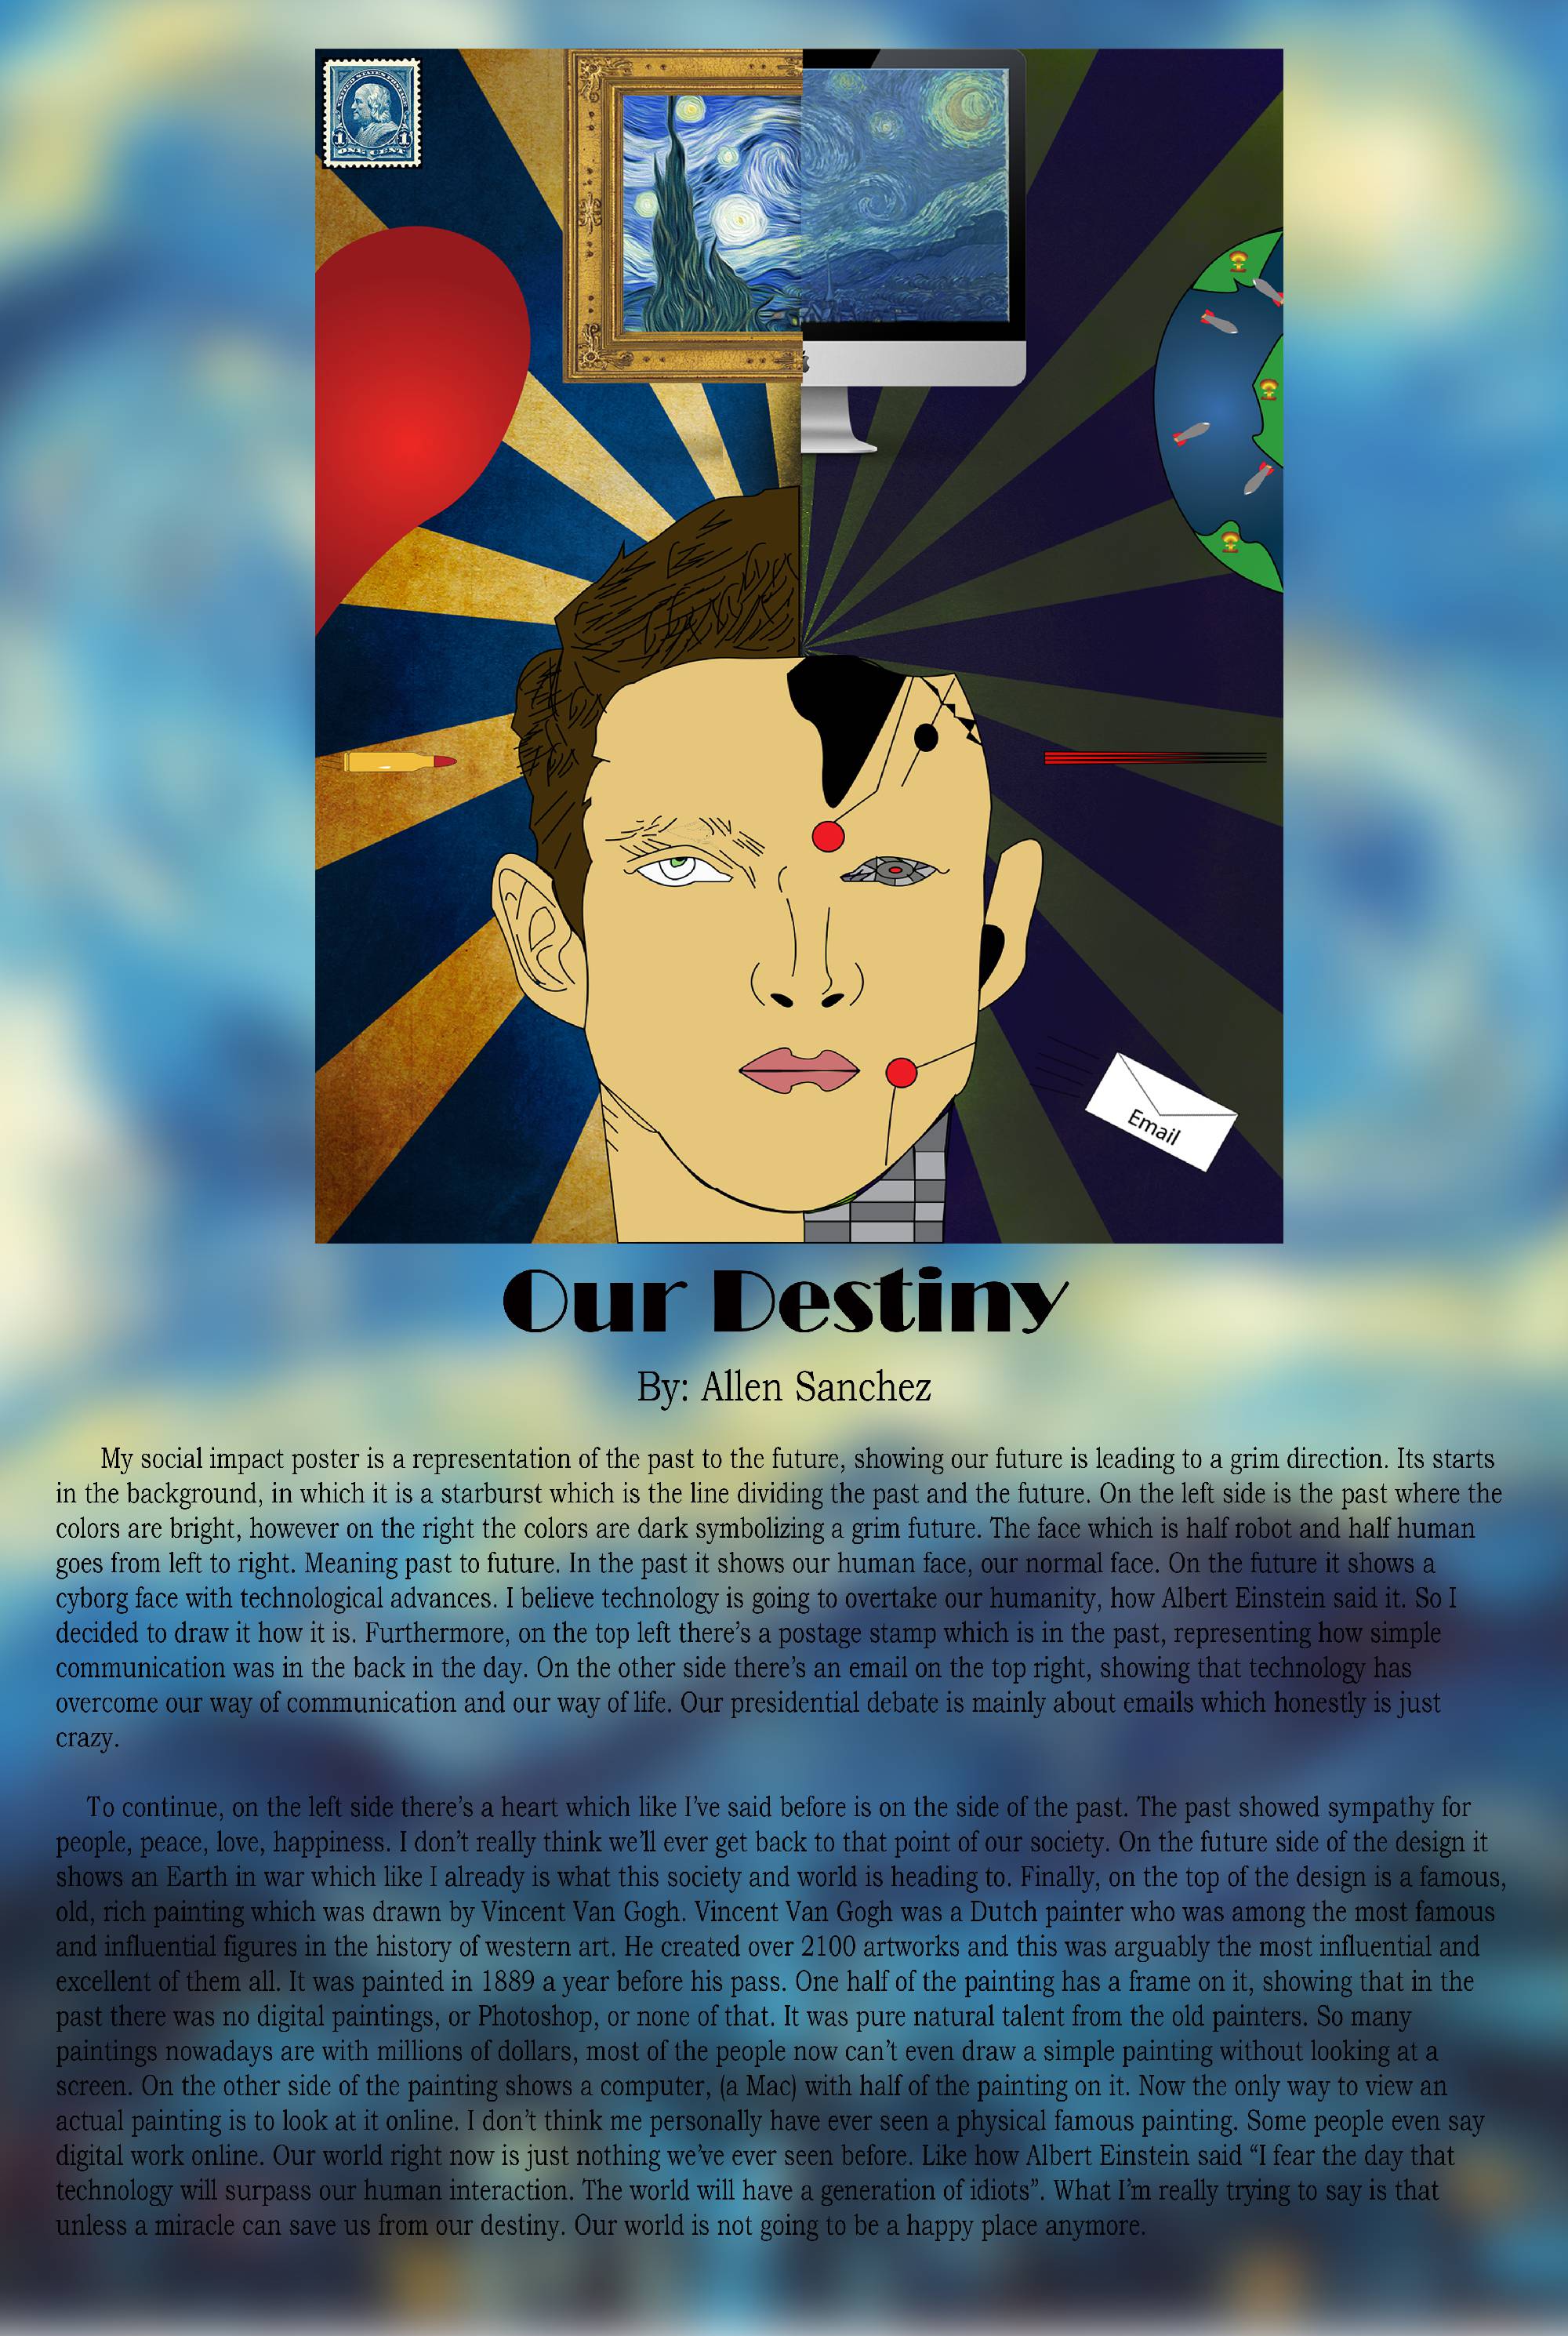 UNITED STATES POSTAGE
1 1
ONE CENT
Email
Our Destiny
By: Allen Sanchez
My social impact poster is a representation of the past to the future, showing our future is leading to a grim direction. Its starts
in the background, in which it is a starburst which is the line dividing the past and the future. On the left side is the past where the
colors are bright, however on the right the colors are dark symbolizing a grim future. The face which is half robot and half human
goes from left to right. Meaning past to future. In the past it shows our human face, our normal face. On the future it shows a
cyborg face with technological advances. I believe technology is going to overtake our humanity, how Albert Einstein said it. So I
decided to draw it how it is. Furthermore, on the top left there's a postage stamp which is in the past, representing how simple
communication was in the back in the day. On the other side there's an email on the top right, showing that technology has
overcome our way of communication and our way of life. Our presidential debate is mainly about emails which honestly is just
crazy.
To continue, on the left side there's a heart which like I've said before is on the side of the past. The past showed sympathy for
people, peace, love, happiness. I don't really think we'll ever get back to that point of our society. On the future side of the design it
shows an Earth in war which like I already is what this society and world is heading to. Finally, on the top of the design is a famous,
old, rich painting which was drawn by Vincent Van Gogh. Vincent Van Gogh was a Dutch painter who was among the most famous
and influential figures in the history of western art. He created over 2100 artworks and this was arguably the most influential and
excellent of them all. It was painted in 1889 a year before his pass. One half of the painting has a frame on it, showing that in the
past there was no digital paintings, or Photoshop, or none of that. It was pure natural talent from the old painters. So many
paintings nowadays are with millions of dollars, most of the people now can't even draw a simple painting without looking at a
screen. On the other side of the painting shows a computer, (a Mac) with half of the painting on it. Now the only way to view an
actual painting is to look at it online. I don't think me personally have ever seen a physical famous painting. Some people even say
digital work online. Our world right now is just nothing we've ever seen before. Like how Albert Einstein said “I fear the day that
technology will surpass our human interaction. The world will have a generation of idiots”. What I'm really trying to say is that
unless a miracle can save us from our destiny. Our world is not going to be a happy place anymore.